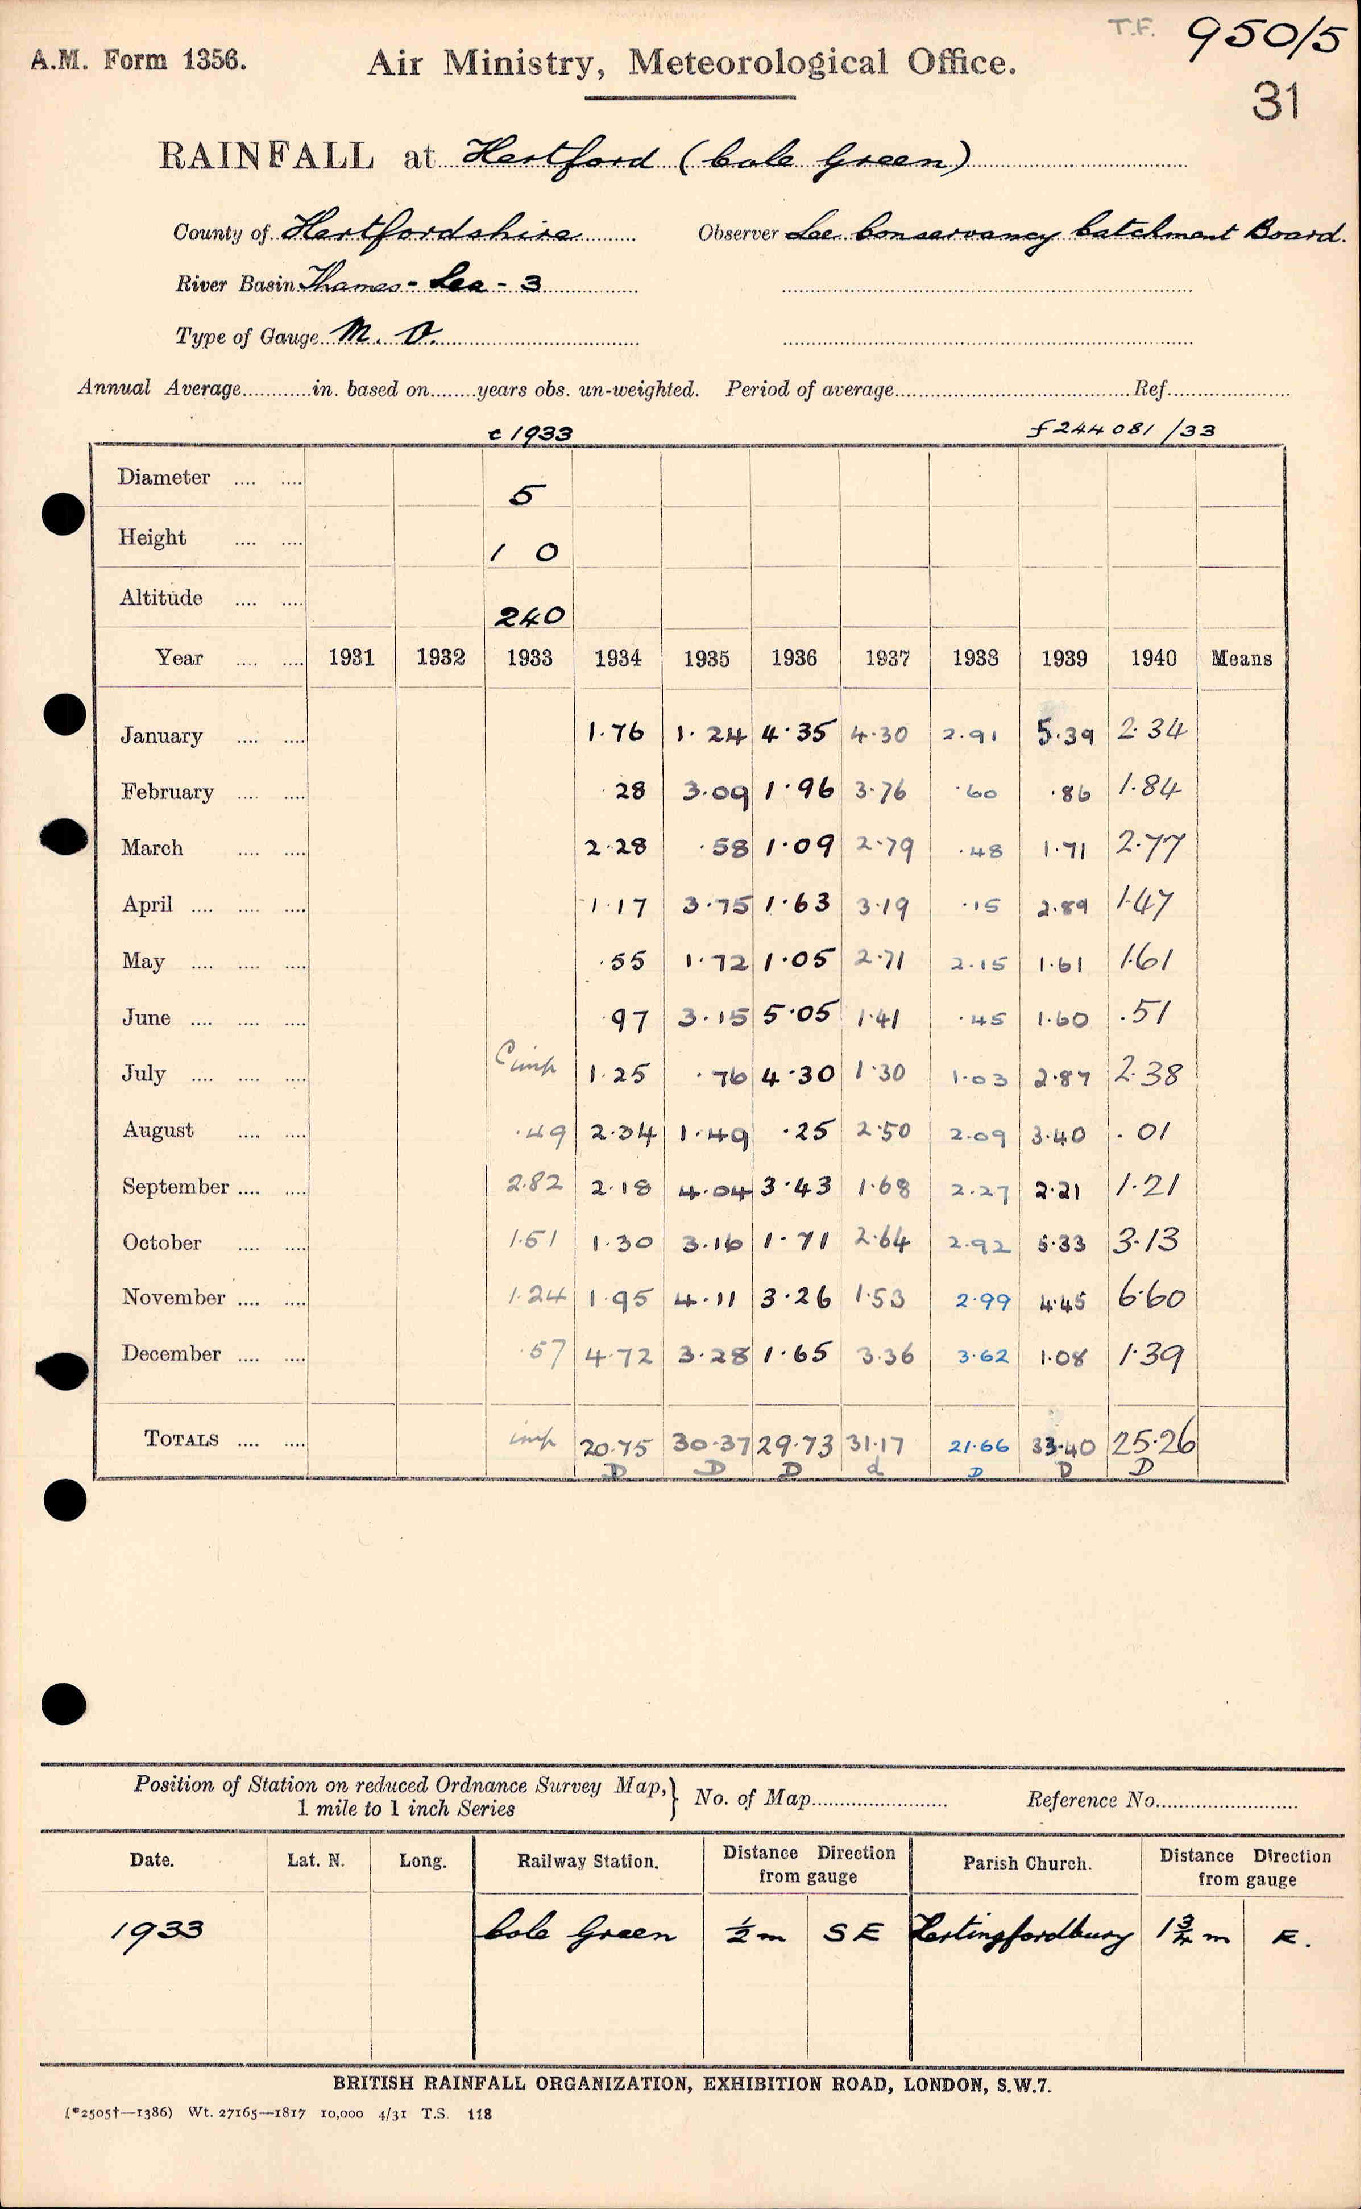 T.F. 950/5
A.M. Form 1356. Air Ministry, Meteorological Office.
31
RAINFALL at Hertford (Cole Green)
County of Hertfordshire Observer Lee Conservancy Catchment Board.
River Basin Thames - Lea - 3
Type of Gauge M. O.
Annual Average............in. based on........years obs. un-weighted. Period of average........................................Ref.....................
c 1933 f244081/33
Diameter .... .... 5
Height .... .... 1 0
Altitude .... .... 240
Year .... .... 1931 1932 1933 1934 1935 1936 1937 1938 1939 1940 Means
January .... .... 1.76 1.24 4.35 4.30 2.91 5.39 2.34
February .... .... .28 3.09 1.96 3.76 .60 .86 1.84
March .... .... 2.28 .58 1.09 2.79 .48 1.71 2.77
April .... .... .... 1.17 3.75 1.63 3.19 .15 2.89 1.47
May .... .... .... .55 1.72 1.05 2.71 2.15 1.61 1.61
June .... .... .... .97 3.15 5.05 1.41 .45 1.60 .51
July .... .... .... C imp 1.25 .76 4.30 1.30 1.03 2.87 2.38
August .... .... .49 2.34 1.49 .25 2.50 2.09 3.40 .01
September .... .... 2.82 2.18 4.04 3.43 1.68 2.27 2.21 1.21
October .... .... 1.51 1.30 3.16 1.71 2.64 2.92 5.33 3.13
November .... .... 1.24 1.95 4.11 3.26 1.53 2.99 4.45 6.60
December .... .... .57 4.72 3.28 1.65 3.36 3.62 1.08 1.39
TOTALS .... .... imp 20.75 30.37 29.73 31.17 21.66 33.40 25.26
D D D d D D D
Position of Station on reduced Ordnance Survey Map,} No. of Map........................ Reference No.........................
1 mile to 1 inch Series
Date. Lat. N. Long. Railway Station. Distance Direction from gauge Parish Church. Distance Direction from gauge
1933 Cole Green ½ m SE Hertingfordbury 1¾ m E.
BRITISH RAINFALL ORGANIZATION, EXHIBITION ROAD, LONDON, S.W.7.
(*2505†—1386) Wt. 27165—1817 10,000 4/31 T.S. 118